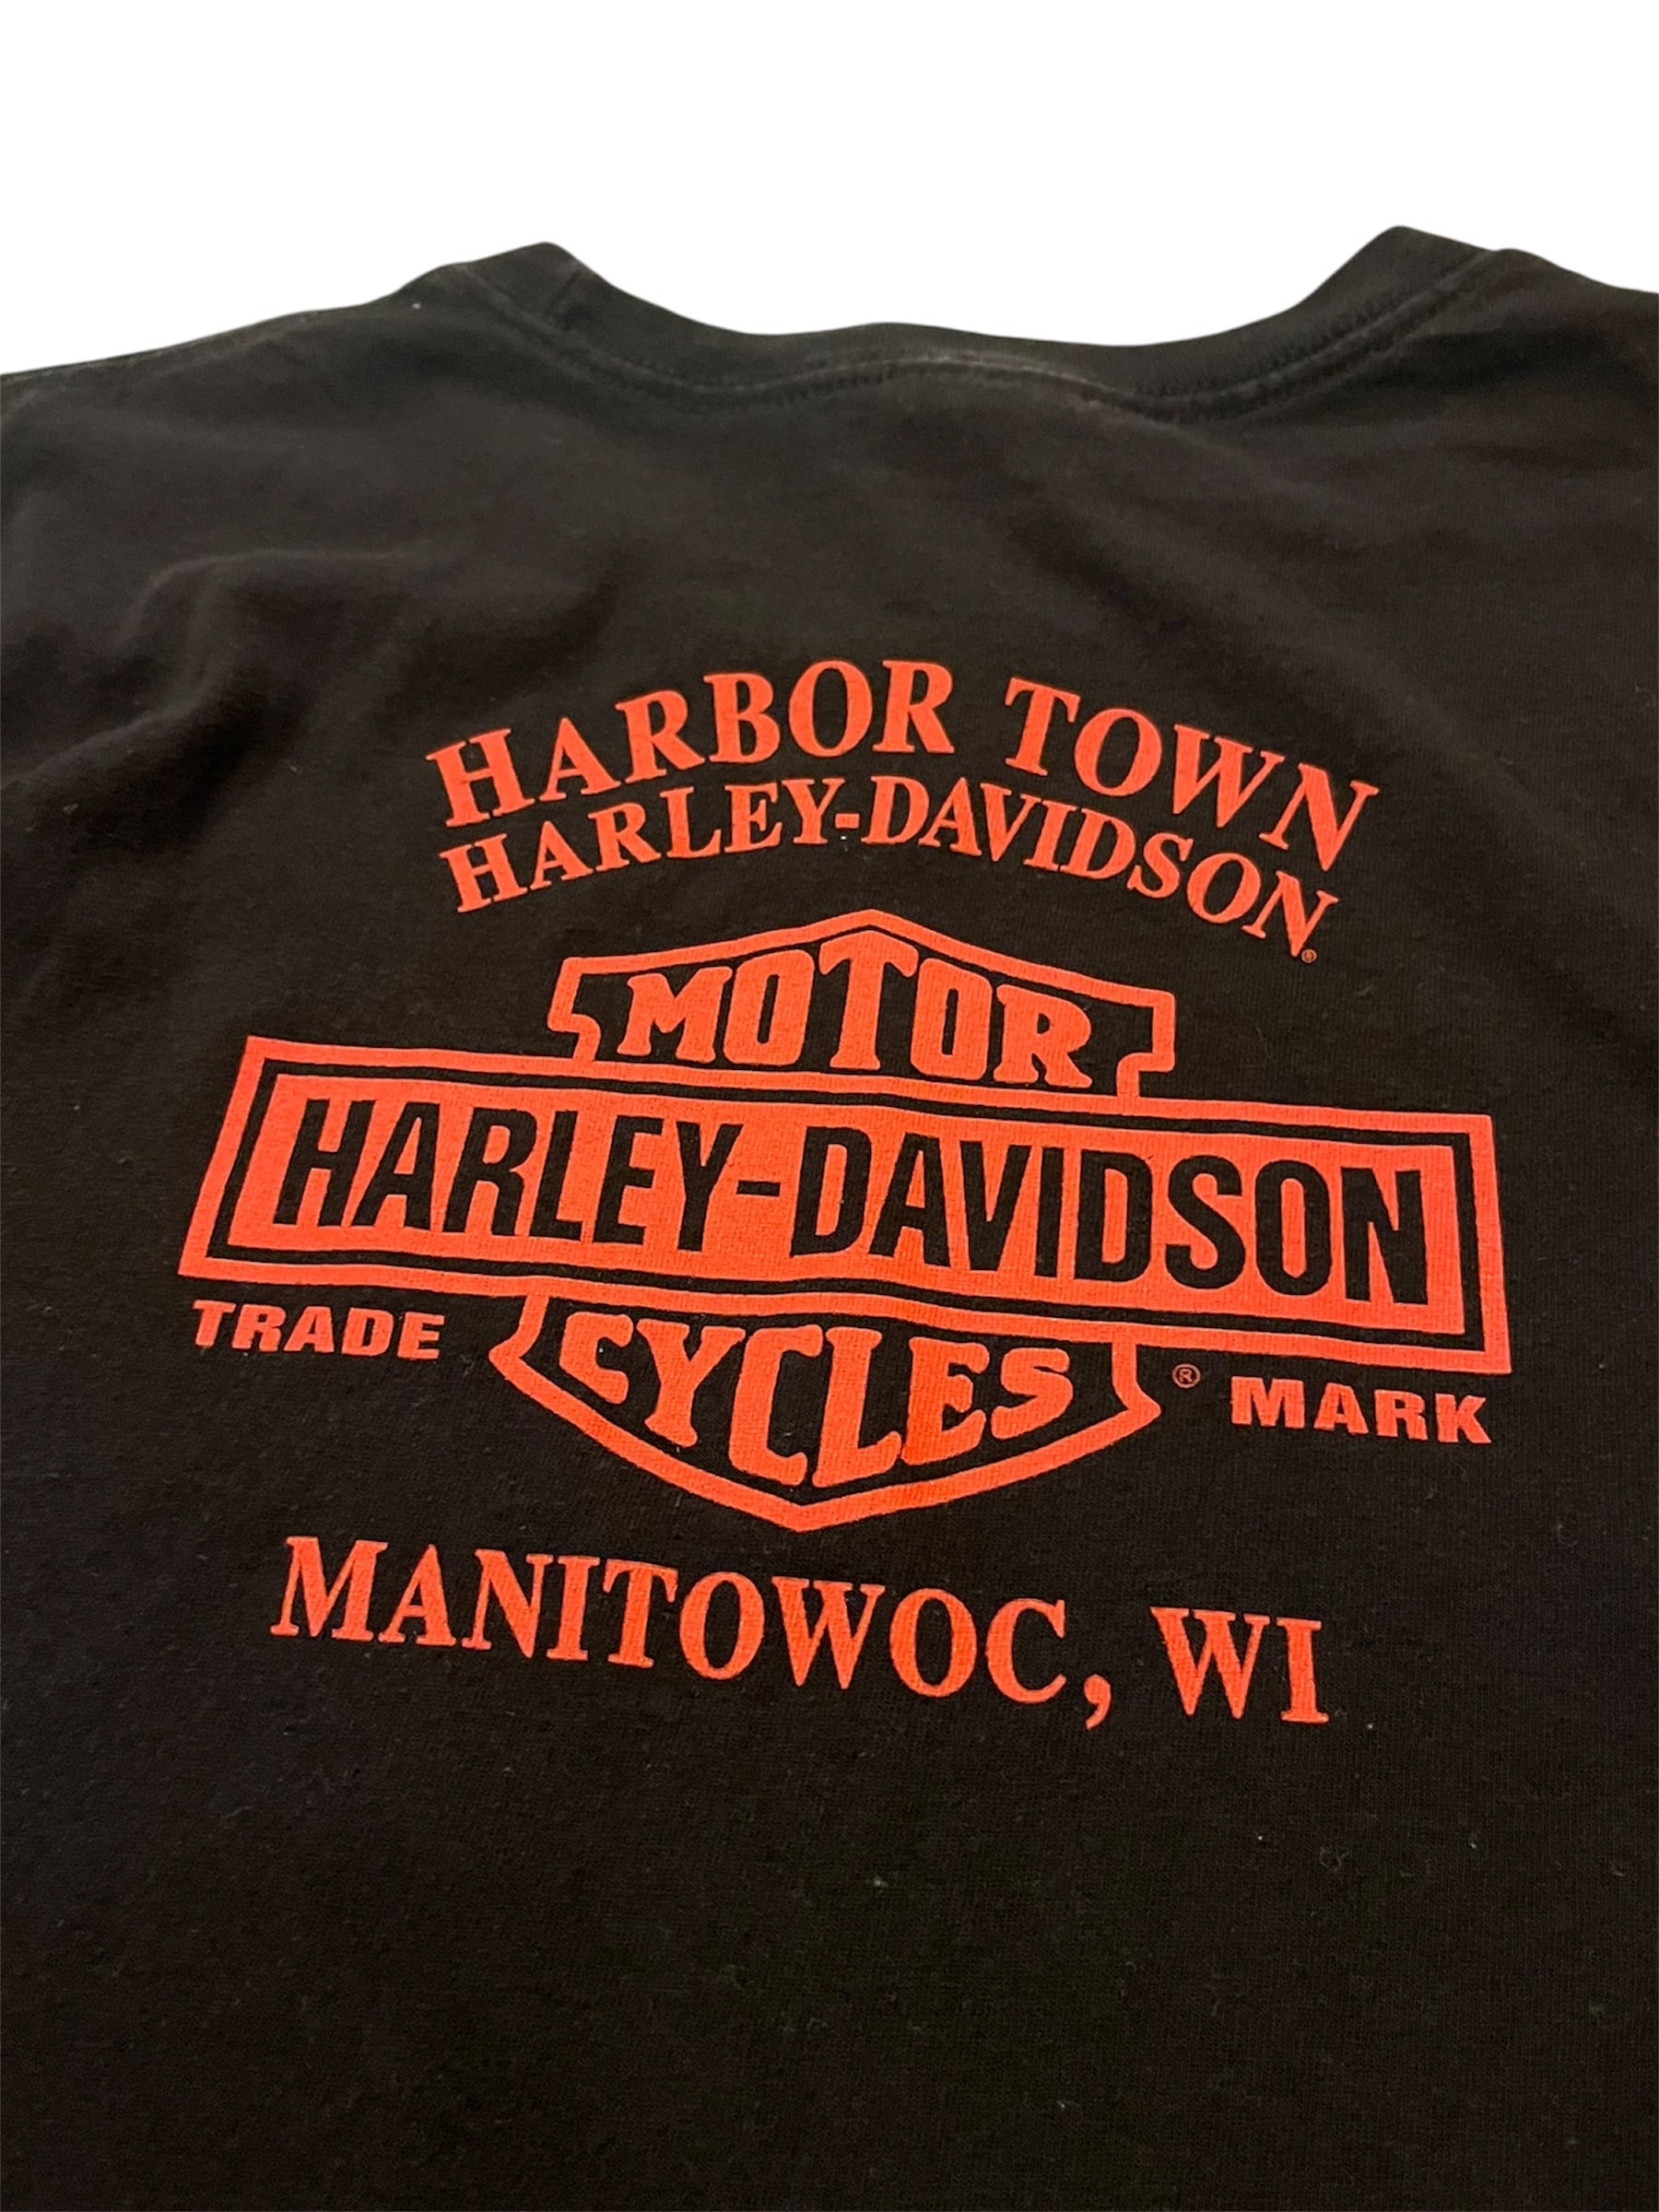 HARBOR TOWN
HARLEY-DAVIDSON®
MOTOR
HARLEY-DAVIDSON
CYCLES
TRADE ® MARK
MANITOWOC, WI